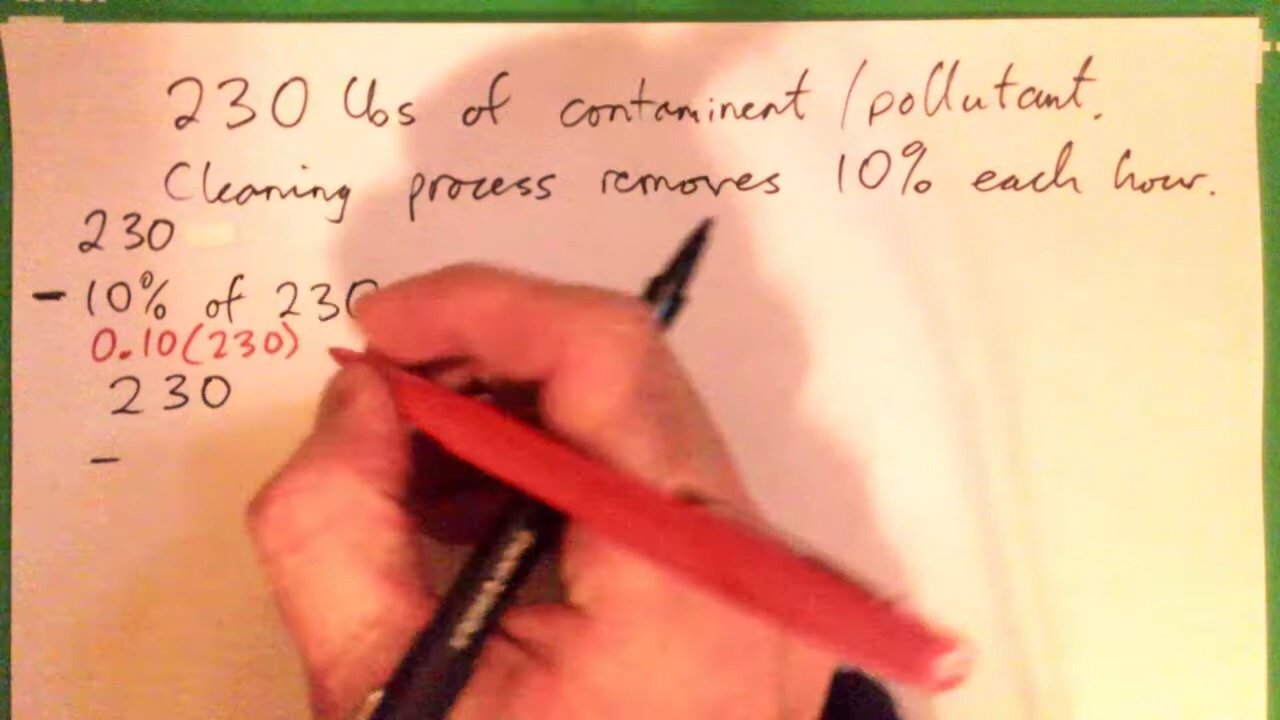 230 lbs of contaminent / pollutant.
Cleaning process removes 10% each hour.
230
- 10% of 230
0.10(230)
230
-